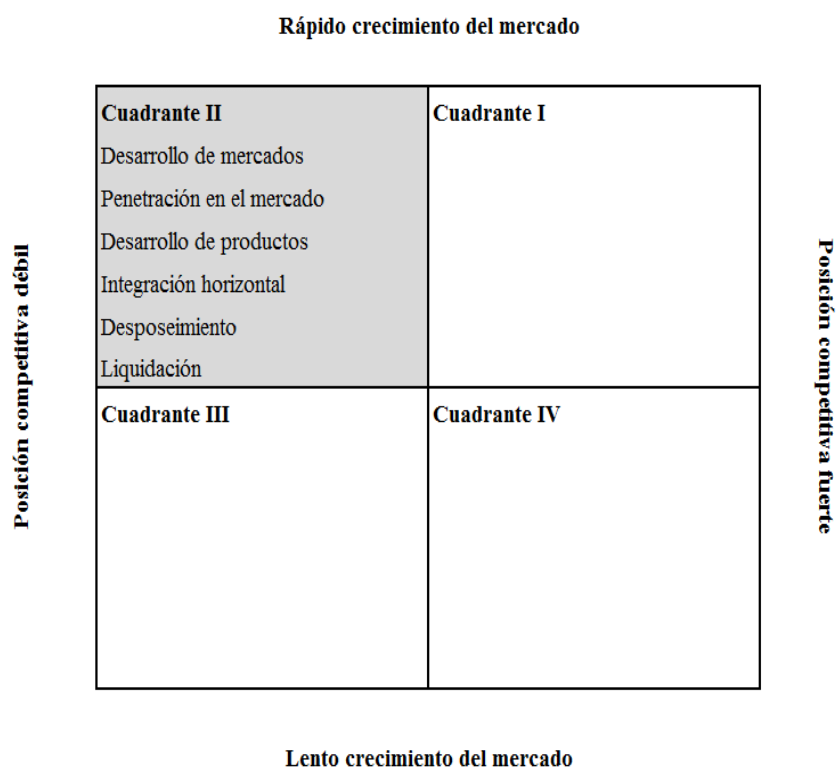 Rápido crecimiento del mercado
Cuadrante II
Desarrollo de mercados
Penetración en el mercado
Desarrollo de productos
Integración horizontal
Desposeimiento
Liquidación
Cuadrante I
Posición competitiva débil
Posición competitiva fuerte
Cuadrante III
Cuadrante IV
Lento crecimiento del mercado